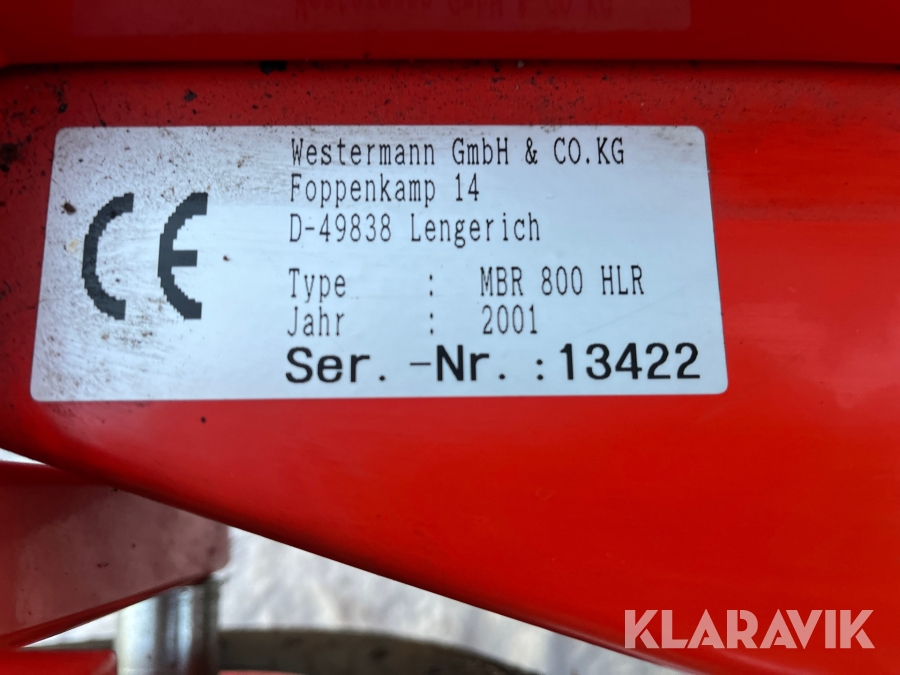 Westermann GmbH & CO.KG
Foppenkamp 14
D-49838 Lengerich
CE
Type : MBR 800 HLR
Jahr : 2001
Ser.-Nr.:13422
KLARAVIK